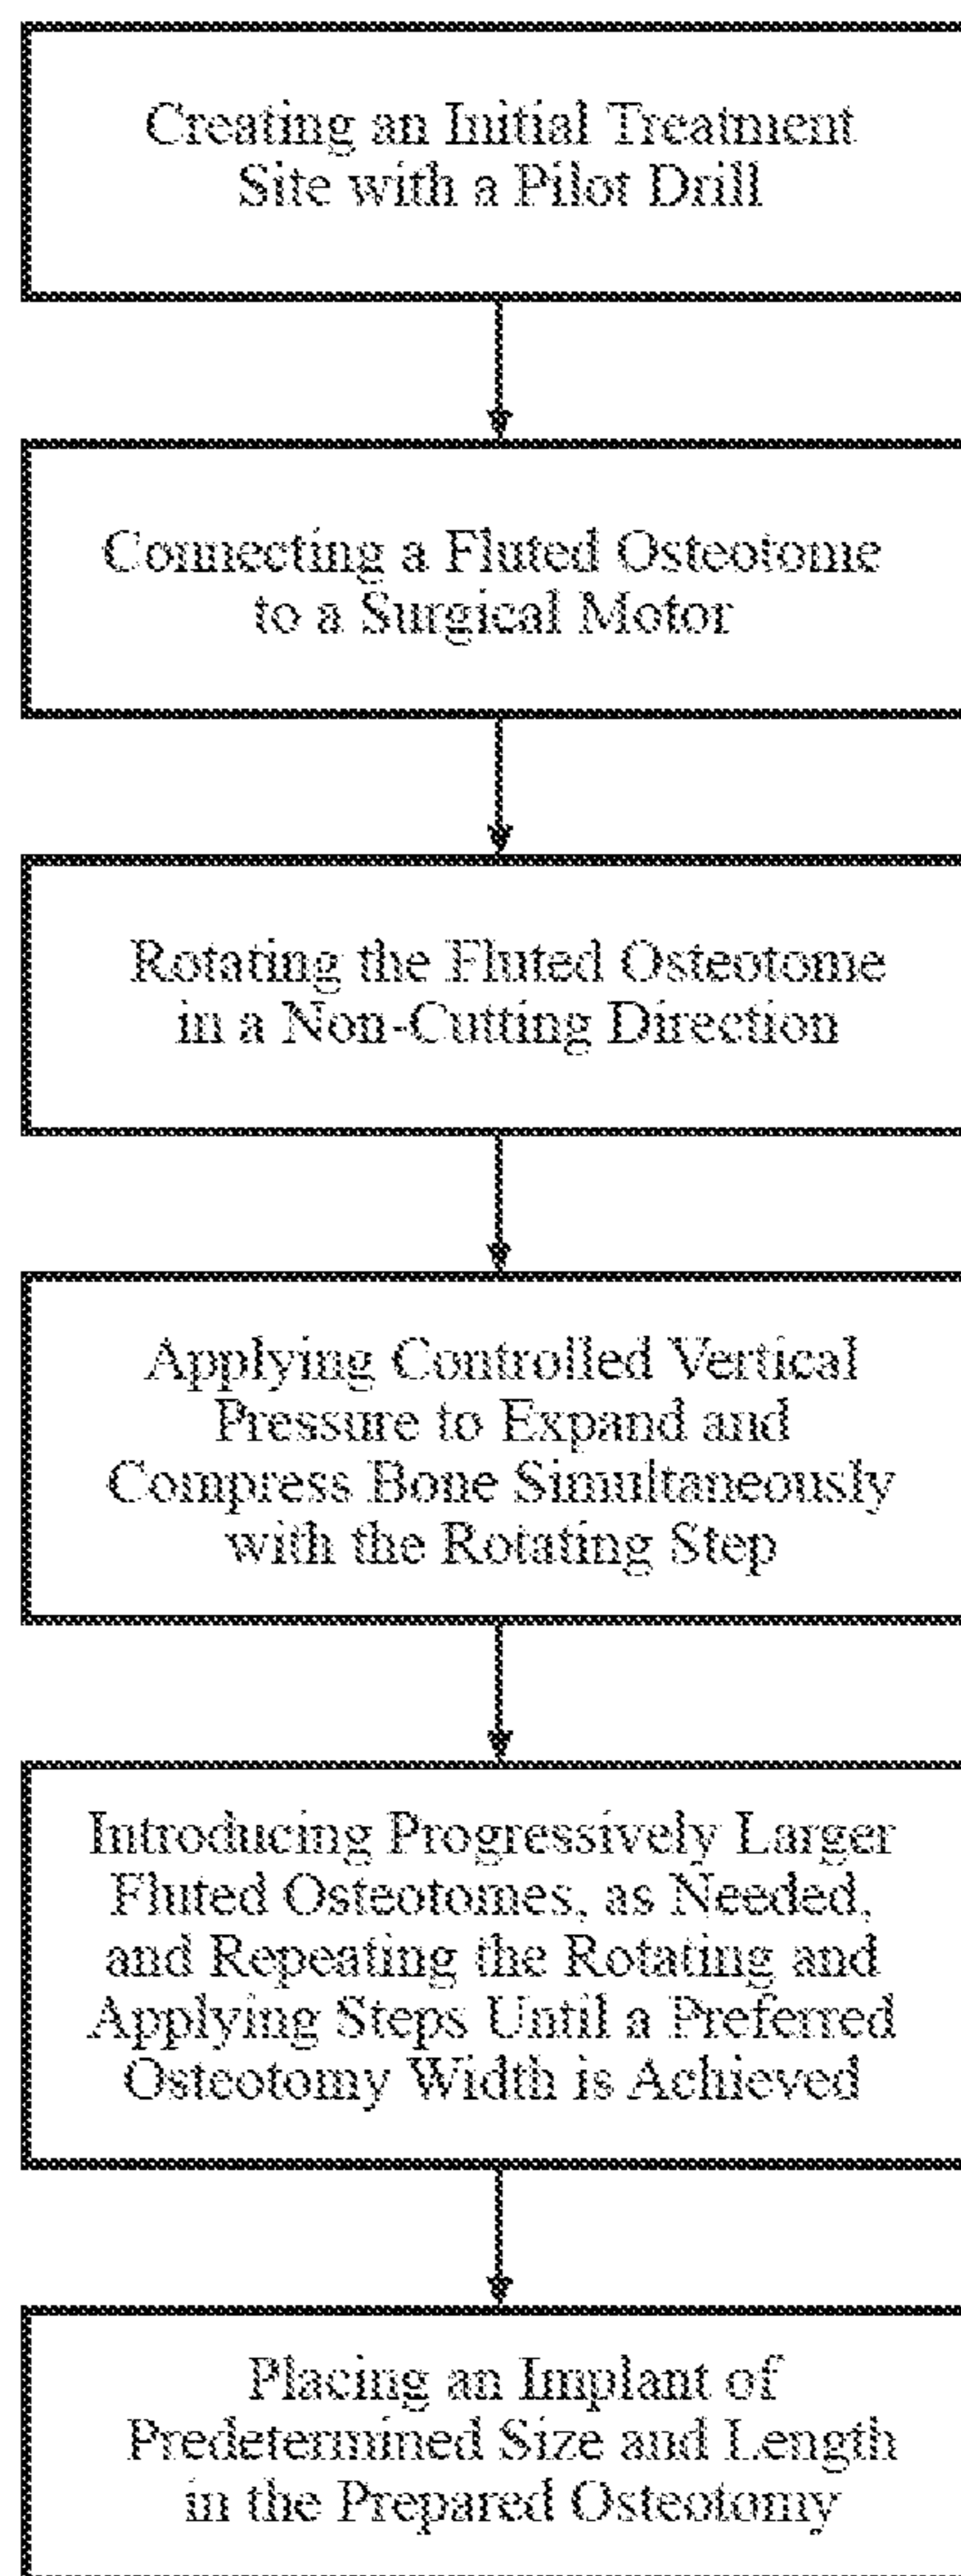 Creating an Initial Treatment
Site with a Pilot Drill
Connecting a Fluted Osteotome
to a Surgical Motor
Rotating the Fluted Osteotome
in a Non-Cutting Direction
Applying Controlled Vertical
Pressure to Expand and
Compress Bone Simultaneously
with the Rotating Step
Introducing Progressively Larger
Fluted Osteotomes, as Needed,
and Repeating the Rotating and
Applying Steps Until a Preferred
Osteotomy Width is Achieved
Placing an Implant of
Predetermined Size and Length
in the Prepared Osteotomy